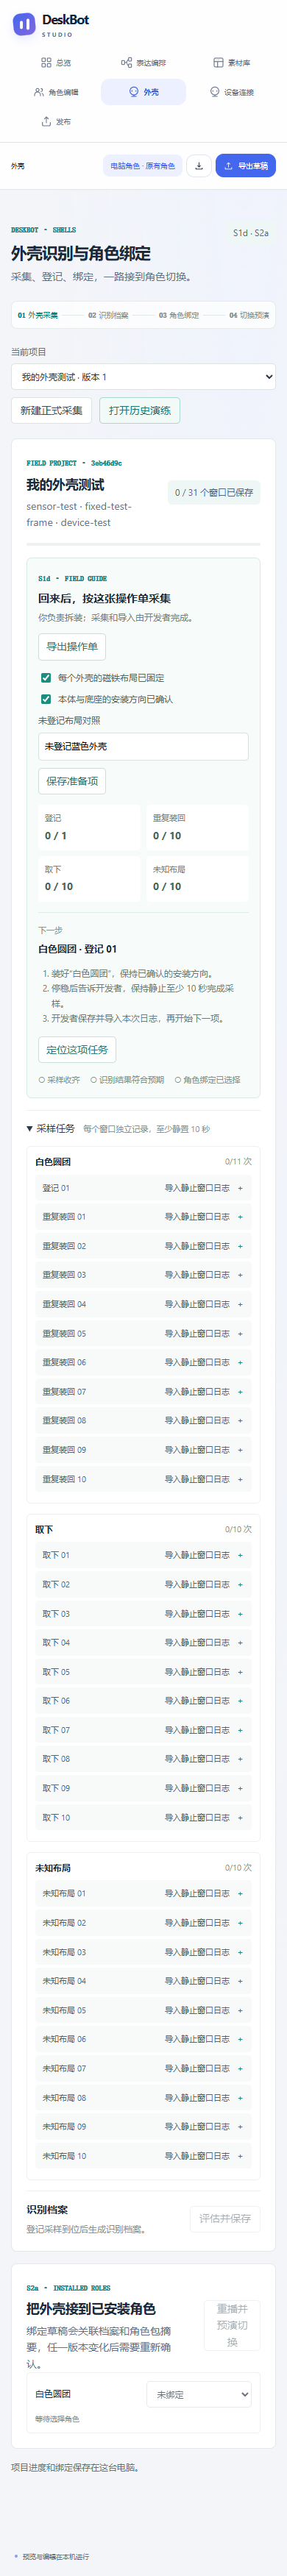 DeskBot
STUDIO
总览
表达编排
素材库
角色编辑
外壳
设备连接
发布
外壳
电脑角色 · 原有角色
导出草稿
DESKBOT · SHELLS
S1d · S2a
外壳识别与角色绑定
采集、登记、绑定，一路接到角色切换。
01 外壳采集
02 识别档案
03 角色绑定
04 切换预演
当前项目
我的外壳测试 · 版本 1
新建正式采集
打开历史演练
FIELD PROJECT · 3eb46d9c
我的外壳测试
0 / 31 个窗口已保存
sensor-test · fixed-test-
frame · device-test
S1d · FIELD GUIDE
回来后，按这张操作单采集
你负责拆装；采集和导入由开发者完成。
导出操作单
每个外壳的磁铁布局已固定
本体与底座的安装方向已确认
未登记布局对照
未登记蓝色外壳
保存准备项
登记
0 / 1
重复装回
0 / 10
取下
0 / 10
未知布局
0 / 10
下一步
白色圆团 · 登记 01
1. 装好“白色圆团”，保持已确认的安装方向。
2. 停稳后告诉开发者，保持静止至少 10 秒完成采
样。
3. 开发者保存并导入本次日志，再开始下一项。
定位这项任务
○ 采样收齐
○ 识别结果符合预期
○ 角色绑定已选择
▼ 采样任务 每个窗口独立记录，至少静置 10 秒
白色圆团 0/11 次
登记 01 导入静止窗口日志 +
重复装回 01 导入静止窗口日志 +
重复装回 02 导入静止窗口日志 +
重复装回 03 导入静止窗口日志 +
重复装回 04 导入静止窗口日志 +
重复装回 05 导入静止窗口日志 +
重复装回 06 导入静止窗口日志 +
重复装回 07 导入静止窗口日志 +
重复装回 08 导入静止窗口日志 +
重复装回 09 导入静止窗口日志 +
重复装回 10 导入静止窗口日志 +
取下 0/10 次
取下 01 导入静止窗口日志 +
取下 02 导入静止窗口日志 +
取下 03 导入静止窗口日志 +
取下 04 导入静止窗口日志 +
取下 05 导入静止窗口日志 +
取下 06 导入静止窗口日志 +
取下 07 导入静止窗口日志 +
取下 08 导入静止窗口日志 +
取下 09 导入静止窗口日志 +
取下 10 导入静止窗口日志 +
未知布局 0/10 次
未知布局 01 导入静止窗口日志 +
未知布局 02 导入静止窗口日志 +
未知布局 03 导入静止窗口日志 +
未知布局 04 导入静止窗口日志 +
未知布局 05 导入静止窗口日志 +
未知布局 06 导入静止窗口日志 +
未知布局 07 导入静止窗口日志 +
未知布局 08 导入静止窗口日志 +
未知布局 09 导入静止窗口日志 +
未知布局 10 导入静止窗口日志 +
识别档案
登记采样到位后生成识别档案。
评估并保存
S2a · INSTALLED ROLES
把外壳接到已安装角色
绑定草稿会关联档案和角色包摘
要，任一版本变化后需要重新确
认。
重播并
预演切
换
白色圆团
未绑定
等待选择角色
项目进度和绑定保存在这台电脑。
预览与编辑在本机进行